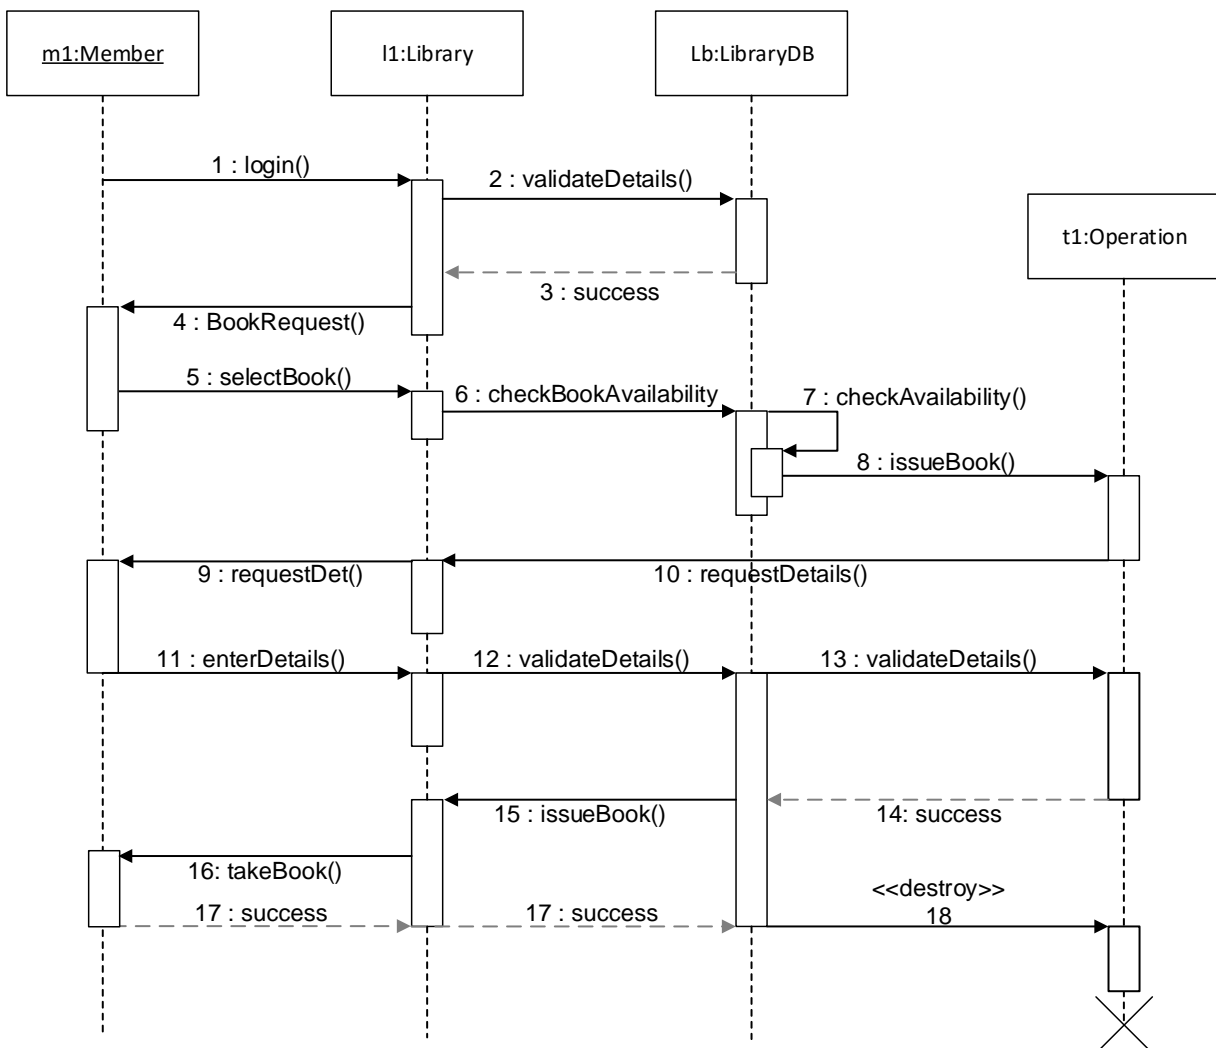 m1:Member
l1:Library
Lb:LibraryDB
1 : login()
2 : validateDetails()
t1:Operation
3 : success
4 : BookRequest()
5 : selectBook()
6 : checkBookAvailability
7 : checkAvailability()
8 : issueBook()
9 : requestDet()
10 : requestDetails()
11 : enterDetails()
12 : validateDetails()
13 : validateDetails()
15 : issueBook()
14: success
16: takeBook()
<<destroy>>
17 : success
17 : success
18